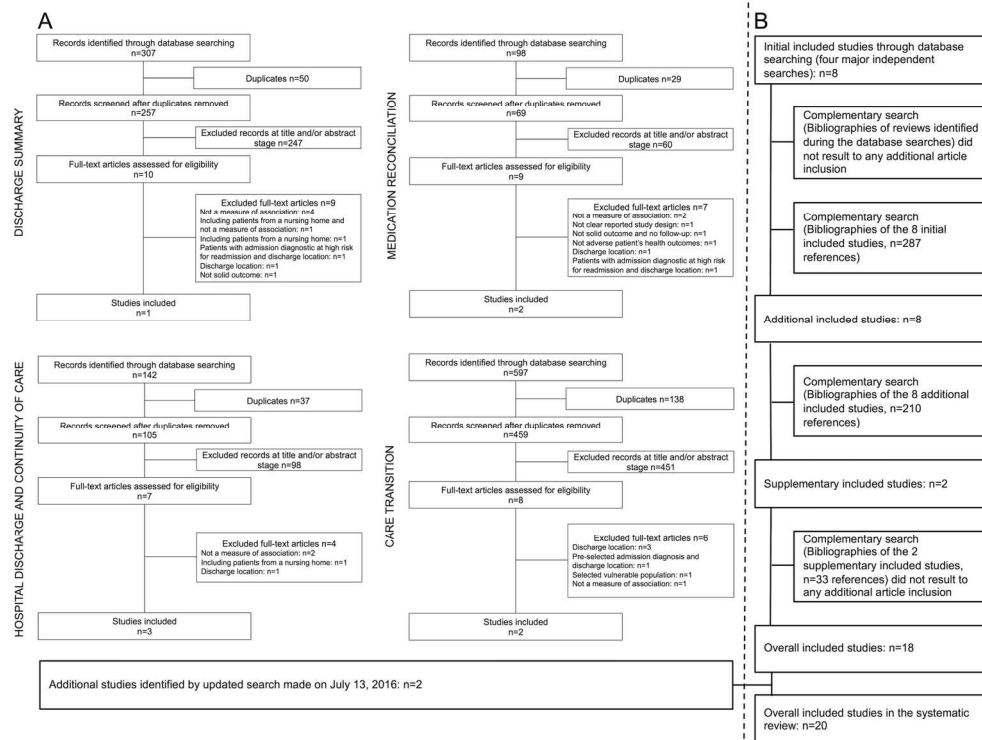 A
DISCHARGE SUMMARY
Records identified through database searching
n=307
Duplicates n=50
Records screened after duplicates removed
n=257
Excluded records at title and/or abstract
stage n=247
Full-text articles assessed for eligibility
n=10
Excluded full-text articles n=9
Not a measure of association: n=4
Including patients from a nursing home and
not a measure of association: n=1
Including patients from a nursing home: n=1
Patients with admission diagnostic at high risk
for readmission and discharge location: n=1
Discharge location: n=1
Not solid outcome: n=1
Studies included
n=1
MEDICATION RECONCILIATION
Records identified through database searching
n=98
Duplicates n=29
Records screened after duplicates removed
n=69
Excluded records at title and/or abstract
stage n=60
Full-text articles assessed for eligibility
n=9
Excluded full-text articles n=7
Not a measure of association: n=2
Not clear reported study design: n=1
Not solid outcome and no follow-up: n=1
Not adverse patient's health outcomes: n=1
Discharge location: n=1
Patients with admission diagnostic at high risk
for readmission and discharge location: n=1
Studies included
n=2
HOSPITAL DISCHARGE AND CONTINUITY OF CARE
Records identified through database searching
n=142
Duplicates n=37
Records screened after duplicates removed
n=105
Excluded records at title and/or abstract
stage n=98
Full-text articles assessed for eligibility
n=7
Excluded full-text articles n=4
Not a measure of association: n=2
Including patients from a nursing home: n=1
Discharge location: n=1
Studies included
n=3
CARE TRANSITION
Records identified through database searching
n=597
Duplicates n=138
Records screened after duplicates removed
n=459
Excluded records at title and/or abstract
stage n=451
Full-text articles assessed for eligibility
n=8
Excluded full-text articles n=6
Discharge location: n=3
Pre-selected admission diagnosis and
discharge location: n=1
Selected vulnerable population: n=1
Not a measure of association: n=1
Studies included
n=2
Additional studies identified by updated search made on July 13, 2016: n=2
B
Initial included studies through database
searching (four major independent
searches): n=8
Complementary search
(Bibliographies of reviews identified
during the database searches) did
not result to any additional article
inclusion
Complementary search
(Bibliographies of the 8 initial
included studies, n=287
references)
Additional included studies: n=8
Complementary search
(Bibliographies of the 8 additional
included studies, n=210
references)
Supplementary included studies: n=2
Complementary search
(Bibliographies of the 2
supplementary included studies,
n=33 references) did not result to
any additional article inclusion
Overall included studies: n=18
Overall included studies in the systematic
review: n=20